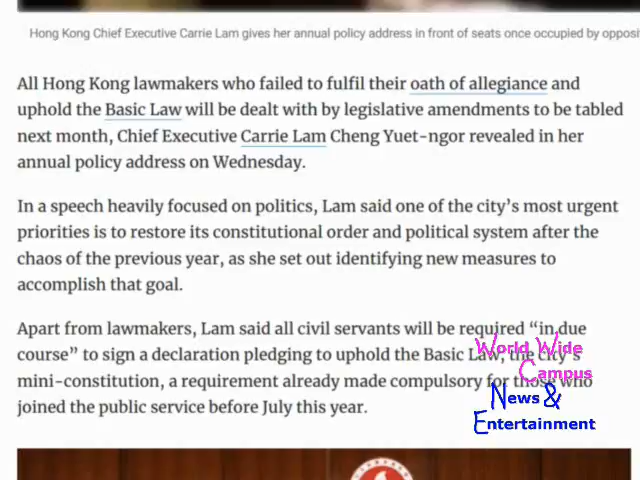 Hong Kong Chief Executive Carrie Lam gives her annual policy address in front of seats once occupied by
All Hong Kong lawmakers who failed to fulfil their oath of allegiance and
uphold the Basic Law will be dealt with by legislative amendments to be tabled
next month, Chief Executive Carrie Lam Cheng Yuet-ngor revealed in her
annual policy address on Wednesday.
In a speech heavily focused on politics, Lam said one of the city’s most urgent
priorities is to restore its constitutional order and political system after the
chaos of the previous year, as she set out identifying new measures to
accomplish that goal.
Apart from lawmakers, Lam said all civil servants will be required “in due
course” to sign a declaration pledging to uphold the Basic Law, the city’s
mini-constitution, a requirement already made compulsory for those who
joined the public service before July this year.
World Wide
Campus
News &
Entertainment